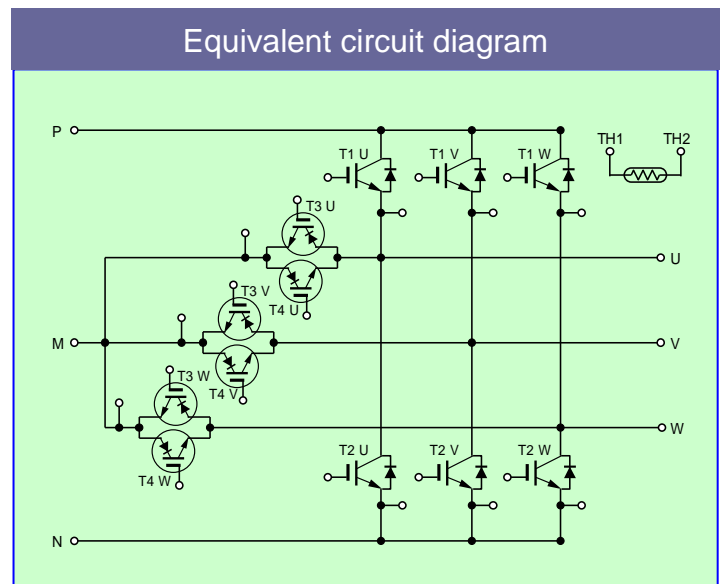 Equivalent circuit diagram
P
T1 U
T1 V
T1 W
TH1
TH2
T3 U
U
T3 V
T4 U
M
V
T3 W
T4 V
W
T4 W
T2 U
T2 V
T2 W
N